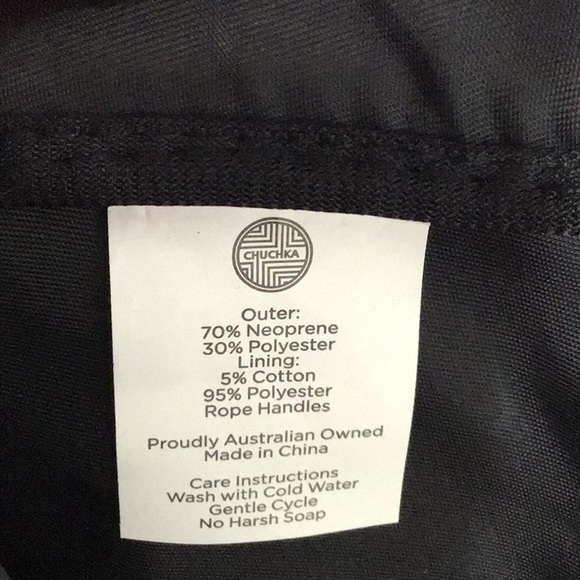 CHUCHKA
Outer:
70% Neoprene
30% Polyester
Lining:
5% Cotton
95% Polyester
Rope Handles
Proudly Australian Owned
Made in China
Care Instructions
Wash with Cold Water
Gentle Cycle
No Harsh Soap